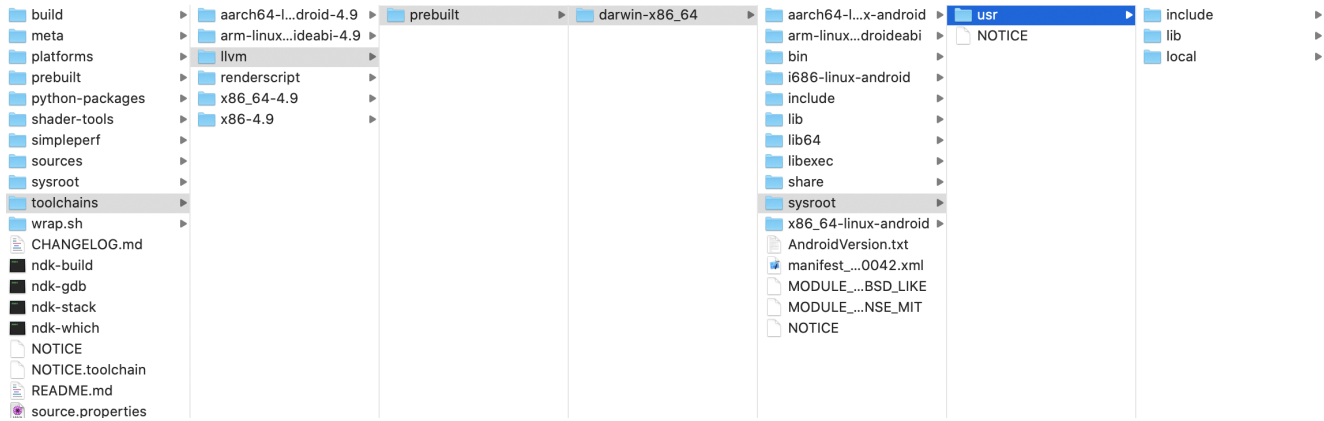 build
meta
platforms
prebuilt
python-packages
shader-tools
simpleperf
sources
sysroot
toolchains
wrap.sh
CHANGELOG.md
ndk-build
ndk-gdb
ndk-stack
ndk-which
NOTICE
NOTICE.toolchain
README.md
source.properties
aarch64-l...droid-4.9
arm-linux...ideabi-4.9
llvm
renderscript
x86_64-4.9
x86-4.9
prebuilt
darwin-x86_64
aarch64-l...x-android
arm-linux...droideabi
bin
i686-linux-android
include
lib
lib64
libexec
share
sysroot
x86_64-linux-android
AndroidVersion.txt
manifest_...0042.xml
MODULE_...BSD_LIKE
MODULE_...NSE_MIT
NOTICE
usr
NOTICE
include
lib
local